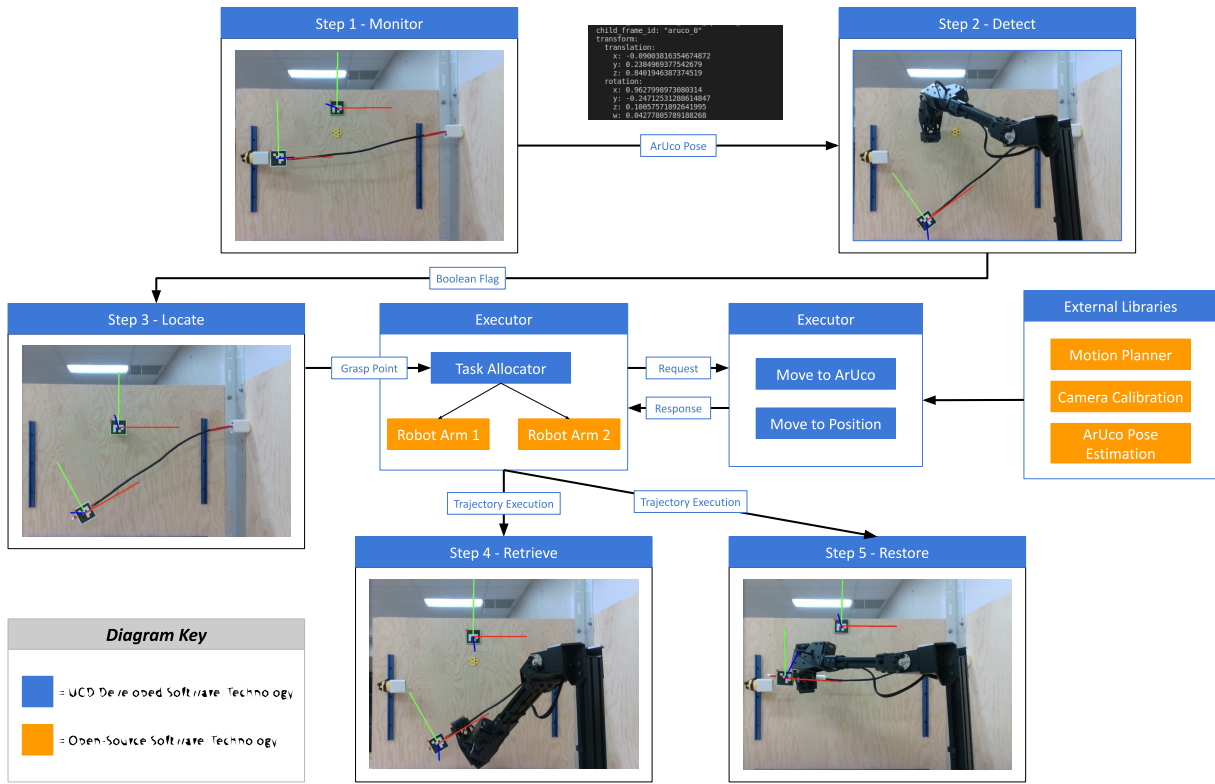 Step 1 - Monitor
child_frame_id: "aruco_0"
transform:
translation:
x: -0.09003816354674872
y: 0.2384969377542679
z: 0.8401946387374519
rotation:
x: 0.9627998973080314
y: -0.24712531288614847
z: 0.10057571892641995
w: 0.04277805789188268
Step 2 - Detect
ArUco Pose
Boolean Flag
Step 3 - Locate
Grasp Point
Executor
Task Allocator
Robot Arm 1
Robot Arm 2
Request
Response
Executor
Move to ArUco
Move to Position
External Libraries
Motion Planner
Camera Calibration
ArUco Pose
Estimation
Trajectory Execution
Trajectory Execution
Step 4 - Retrieve
Step 5 - Restore
Diagram Key
= UCD Developed Software Technology
= Open-Source Software Technology